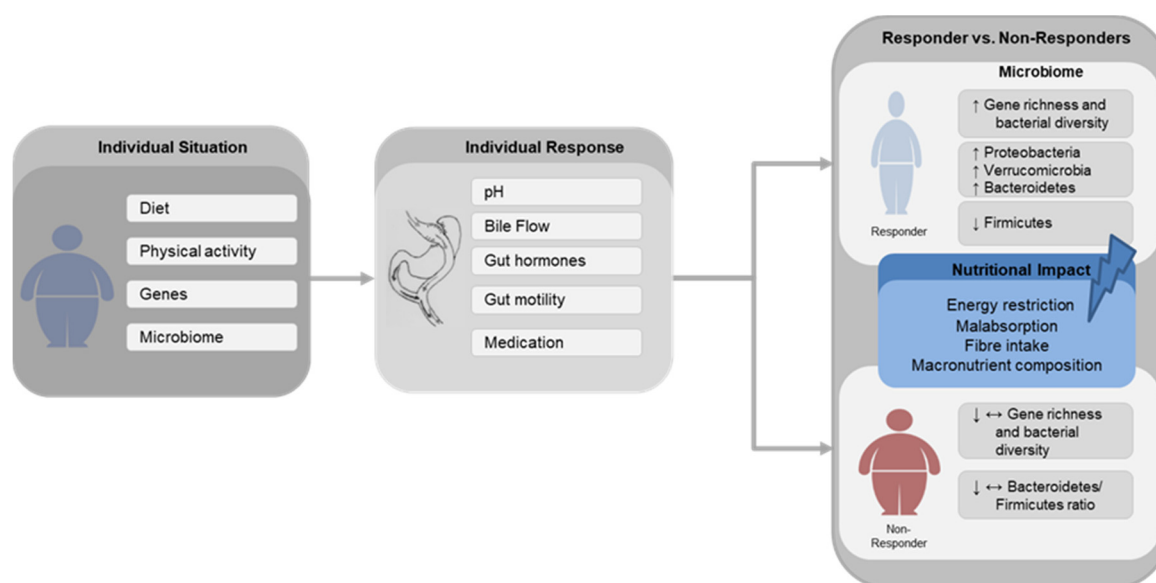 Individual Situation
Diet
Physical activity
Genes
Microbiome
Individual Response
pH
Bile Flow
Gut hormones
Gut motility
Medication
Responder vs. Non-Responders
Microbiome
↑ Gene richness and
bacterial diversity
↑ Proteobacteria
↑ Verrucomicrobia
↑ Bacteroidetes
↓ Firmicutes
Responder
Nutritional Impact
Energy restriction
Malabsorption
Fibre intake
Macronutrient composition
↓ ↔ Gene richness
and bacterial
diversity
↓ ↔ Bacteroidetes/
Firmicutes ratio
Non-
Responder